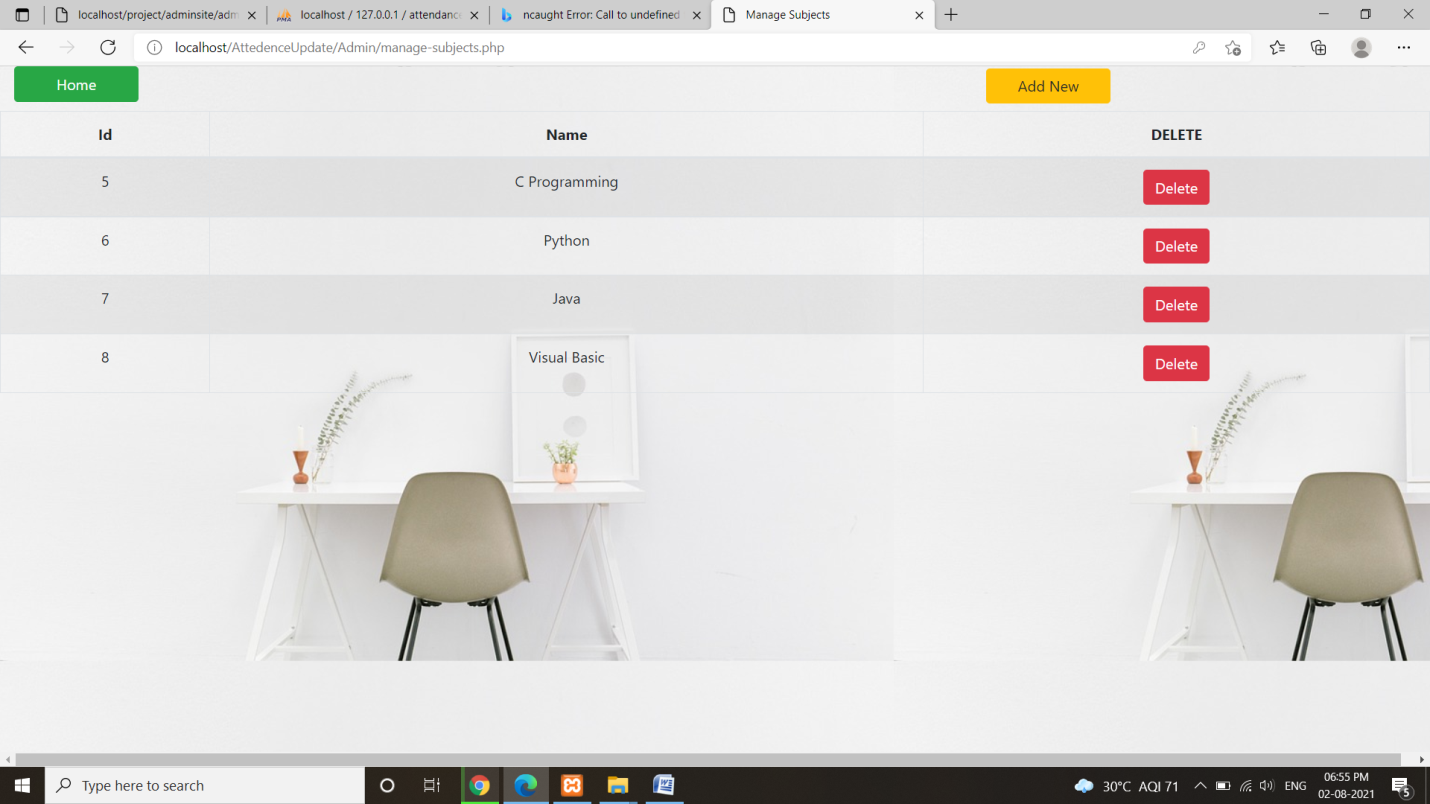 localhost/project/adminsite/adm
localhost / 127.0.0.1 / attendance
ncaught Error: Call to undefined
Manage Subjects
localhost/AttedenceUpdate/Admin/manage-subjects.php
Home
Add New
Id Name DELETE
5 C Programming Delete
6 Python Delete
7 Java Delete
8 Visual Basic Delete
Type here to search
30°C AQI 71
ENG
06:55 PM
02-08-2021
5